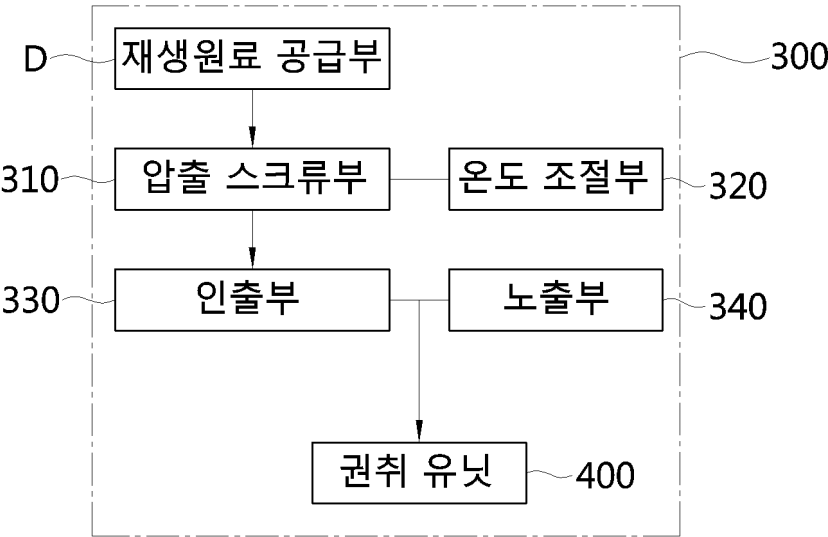 D 재생원료 공급부 300
310 압출 스크류부 온도 조절부 320
330 인출부 노출부 340
권취 유닛 400